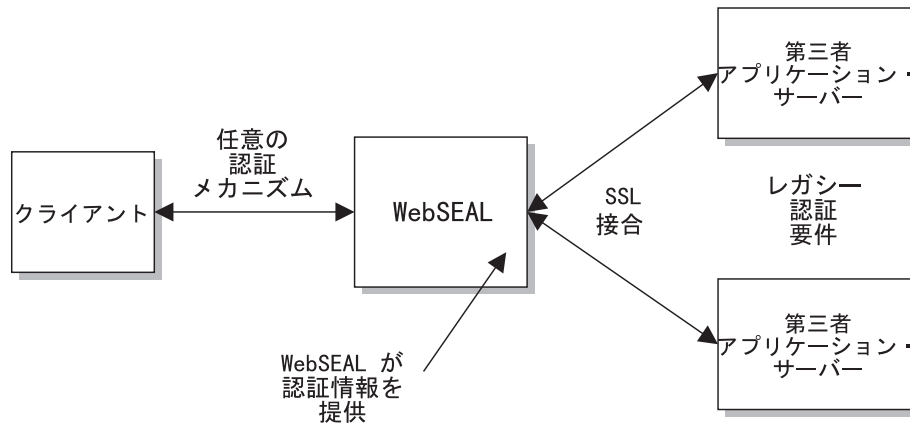 第三者
アプリケーション・
サーバー
任意の
認証
メカニズム
クライアント
WebSEAL
SSL
接合
レガシー
認証
要件
WebSEAL が
認証情報を
提供
第三者
アプリケーション・
サーバー